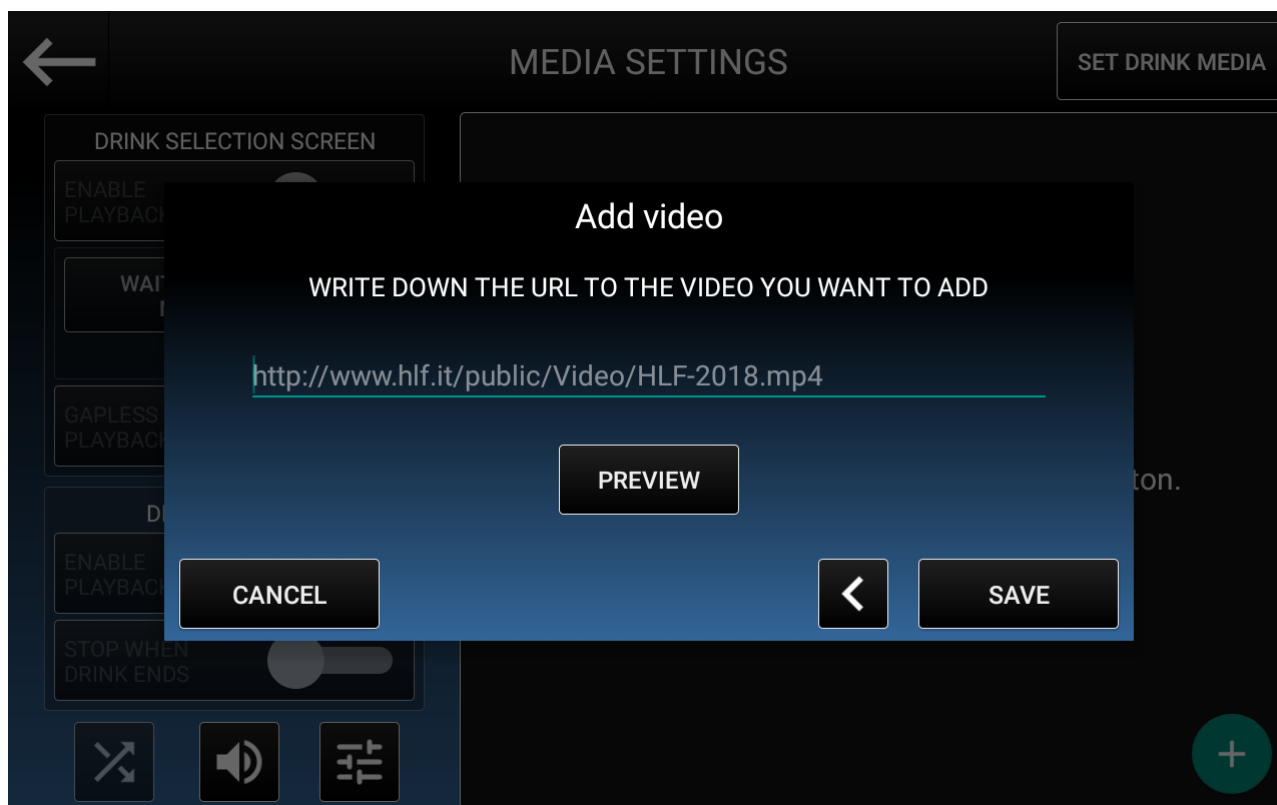 MEDIA SETTINGS
SET DRINK MEDIA
DRINK SELECTION SCREEN
ENABLE
PLAYBACK
Add video
WRITE DOWN THE URL TO THE VIDEO YOU WANT TO ADD
http://www.hlf.it/public/Video/HLF-2018.mp4
GAPLESS
PLAYBACK
PREVIEW
ENABLE
PLAYBACK
CANCEL
SAVE
STOP WHEN
DRINK ENDS